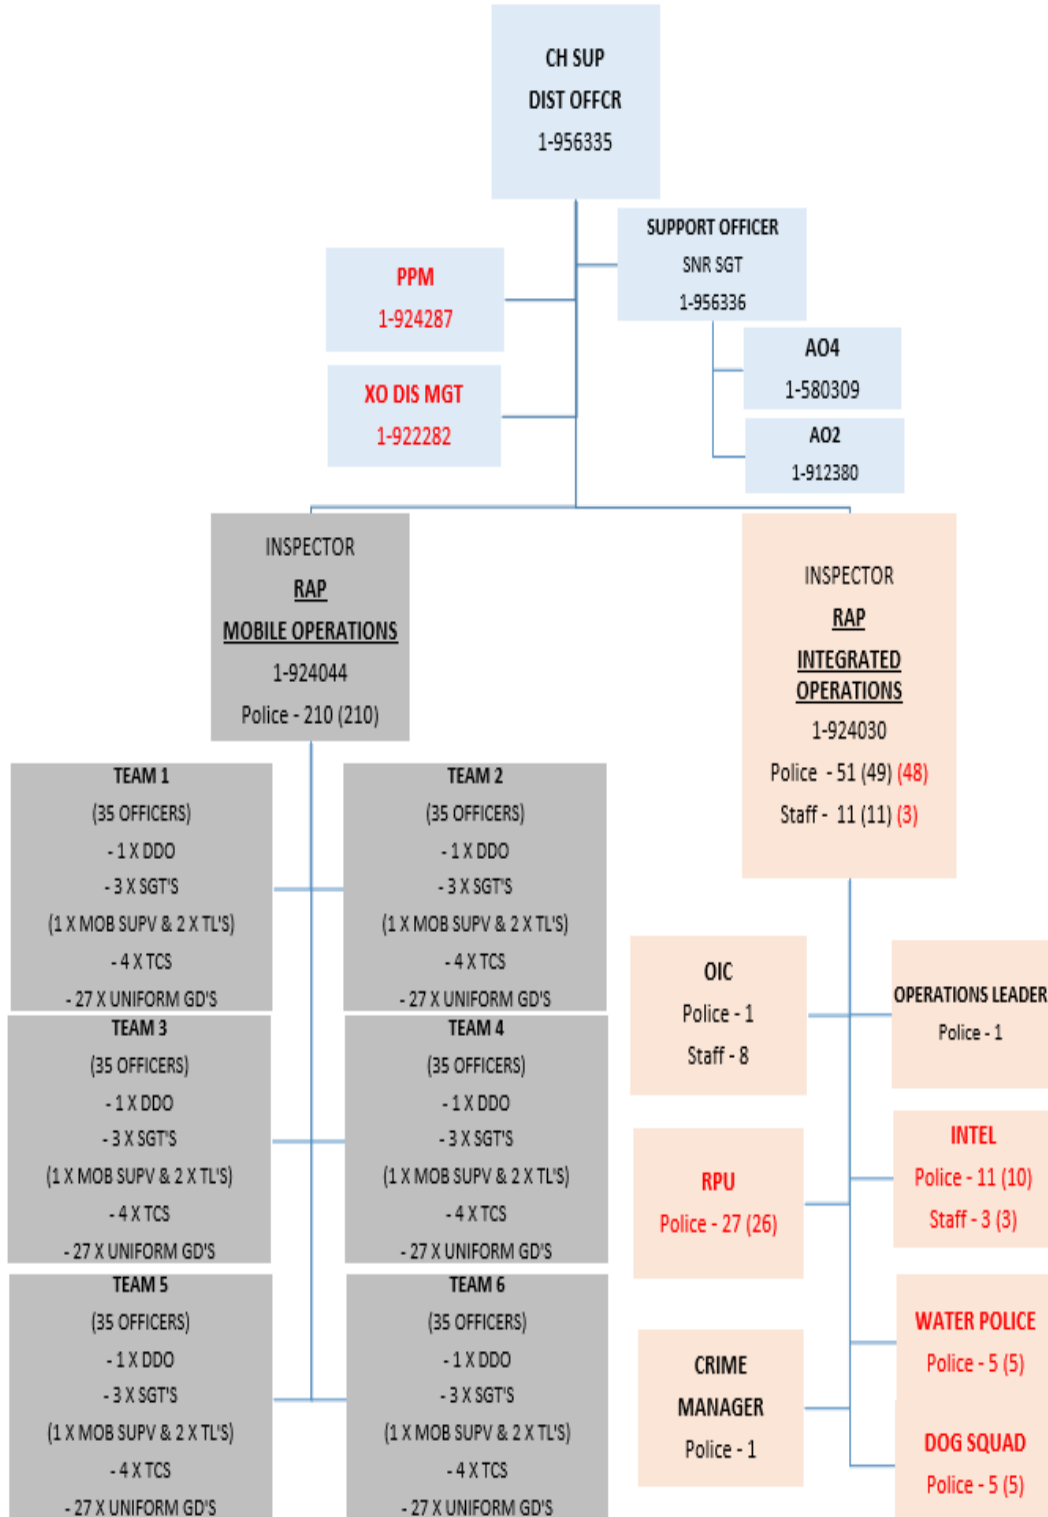 CH SUP
DIST OFFCR
1-956335
SUPPORT OFFICER
SNR SGT
1-956336
PPM
1-924287
AO4
1-580309
XO DIS MGT
1-922282
AO2
1-912380
INSPECTOR
RAP
MOBILE OPERATIONS
1-924044
Police - 210 (210)
INSPECTOR
RAP
INTEGRATED
OPERATIONS
1-924030
Police - 51 (49) (48)
Staff - 11 (11) (3)
TEAM 1
(35 OFFICERS)
- 1 X DDO
- 3 X SGT'S
(1 X MOB SUPV & 2 X TL'S)
- 4 X TCS
- 27 X UNIFORM GD'S
TEAM 2
(35 OFFICERS)
- 1 X DDO
- 3 X SGT'S
(1 X MOB SUPV & 2 X TL'S)
- 4 X TCS
- 27 X UNIFORM GD'S
TEAM 3
(35 OFFICERS)
- 1 X DDO
- 3 X SGT'S
(1 X MOB SUPV & 2 X TL'S)
- 4 X TCS
- 27 X UNIFORM GD'S
TEAM 4
(35 OFFICERS)
- 1 X DDO
- 3 X SGT'S
(1 X MOB SUPV & 2 X TL'S)
- 4 X TCS
- 27 X UNIFORM GD'S
TEAM 5
(35 OFFICERS)
- 1 X DDO
- 3 X SGT'S
(1 X MOB SUPV & 2 X TL'S)
- 4 X TCS
- 27 X UNIFORM GD'S
TEAM 6
(35 OFFICERS)
- 1 X DDO
- 3 X SGT'S
(1 X MOB SUPV & 2 X TL'S)
- 4 X TCS
- 27 X UNIFORM GD'S
OIC
Police - 1
Staff - 8
OPERATIONS LEADER
Police - 1
RPU
Police - 27 (26)
INTEL
Police - 11 (10)
Staff - 3 (3)
CRIME
MANAGER
Police - 1
WATER POLICE
Police - 5 (5)
DOG SQUAD
Police - 5 (5)